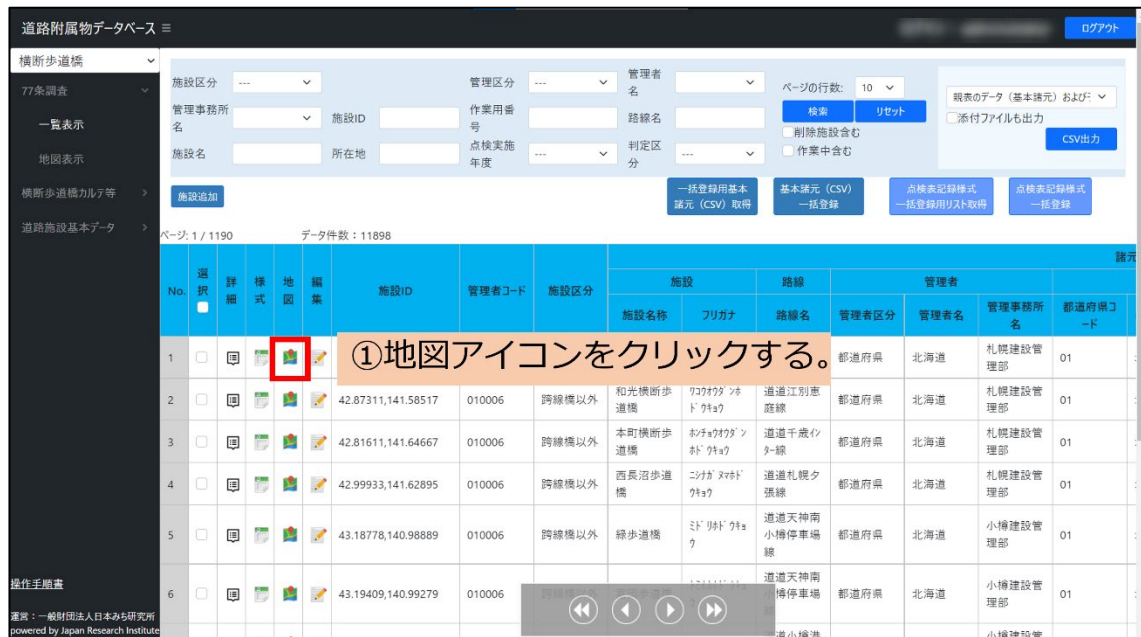 道路附属物データベース ≡
ログアウト
横断歩道橋
77条調査
一覧表示
地図表示
横断歩道橋カルテ等
道路施設基本データ
操作手順書
運営：一般財団法人日本みち研究所
powered by Japan Research Institute
施設区分 ---
管理区分 ---
管理者名
ページの行数: 10
管理事務所名
施設ID
作業用番号
路線名
検索 リセット
施設名
所在地
点検実施年度 ---
判定区分 ---
削除施設含む
作業中含む
親表のデータ（基本諸元）および
添付ファイルも出力
CSV出力
施設追加
一括登録用基本
諸元（CSV）取得
基本諸元（CSV）
一括登録
点検表記録様式
一括登録用リスト取得
点検表記録様式
一括登録
ページ: 1 / 1190 データ件数：11898
諸元
No. 選択 詳細 様式 地図 編集 施設ID 管理者コード 施設区分 施設 路線 管理者
施設名称 フリガナ 路線名 管理者区分 管理者名 管理事務所名 都道府県コード
1 都道府県 北海道 札幌建設管理部 01
①地図アイコンをクリックする。
2 42.87311,141.58517 010006 跨線橋以外 和光横断歩道橋 ﾜｺｳｵｳﾀﾞﾝﾎﾄﾞｳｷｮｳ 道道江別恵庭線 都道府県 北海道 札幌建設管理部 01
3 42.81611,141.64667 010006 跨線橋以外 本町横断歩道橋 ﾎﾝﾁｮｳｵｳﾀﾞﾝﾎﾄﾞｳｷｮｳ 道道千歳ｲﾝﾀｰ線 都道府県 北海道 札幌建設管理部 01
4 42.99933,141.62895 010006 跨線橋以外 西長沼歩道橋 ﾆｼﾅｶﾞﾇﾏﾎﾄﾞｳｷｮｳ 道道札幌夕張線 都道府県 北海道 札幌建設管理部 01
5 43.18778,140.98889 010006 跨線橋以外 緑歩道橋 ﾐﾄﾞﾘﾎﾄﾞｳｷｮｳ 道道天神南小樽停車場線 都道府県 北海道 小樽建設管理部 01
6 43.19409,140.99279 010006 道道天神南 樽停車場 都道府県 北海道 小樽建設管理部 01